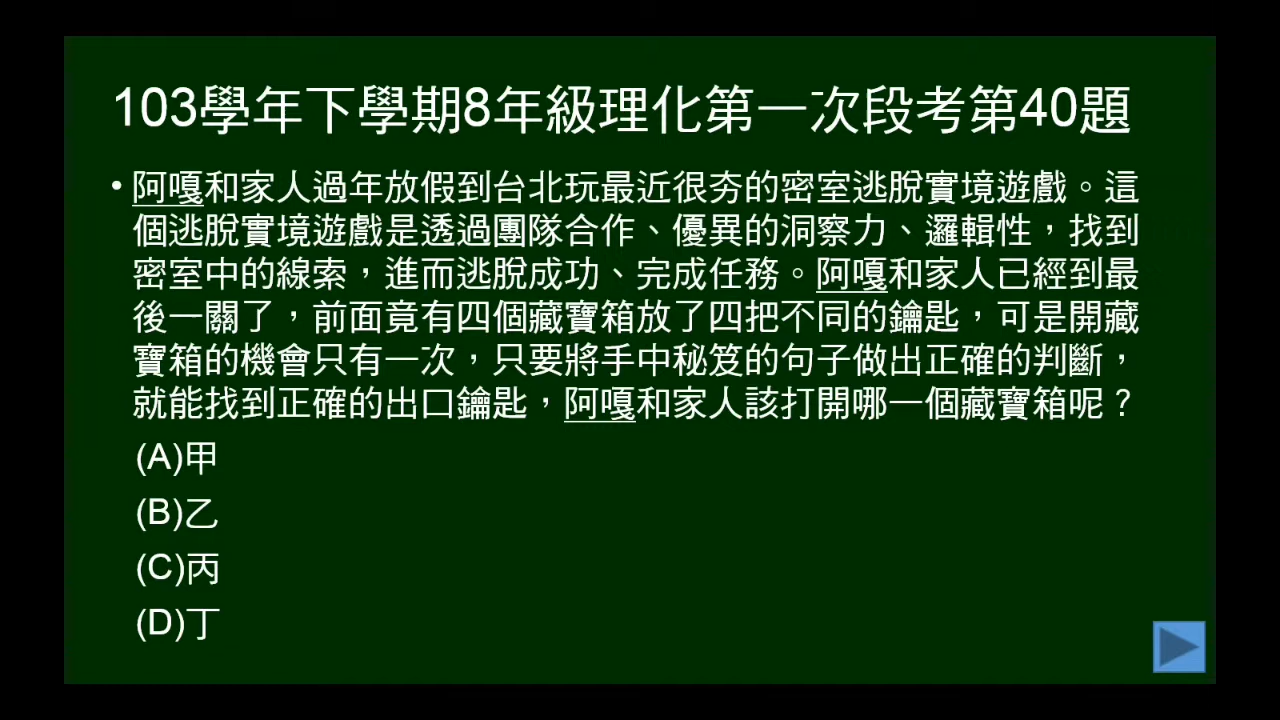 103學年下學期8年級理化第一次段考第40題
• 阿嘎和家人過年放假到台北玩最近很夯的密室逃脫實境遊戲。這
個逃脫實境遊戲是透過團隊合作、優異的洞察力、邏輯性，找到
密室中的線索，進而逃脫成功、完成任務。阿嘎和家人已經到最
後一關了，前面竟有四個藏寶箱放了四把不同的鑰匙，可是開藏
寶箱的機會只有一次，只要將手中秘笈的句子做出正確的判斷，
就能找到正確的出口鑰匙，阿嘎和家人該打開哪一個藏寶箱呢？
(A)甲
(B)乙
(C)丙
(D)丁